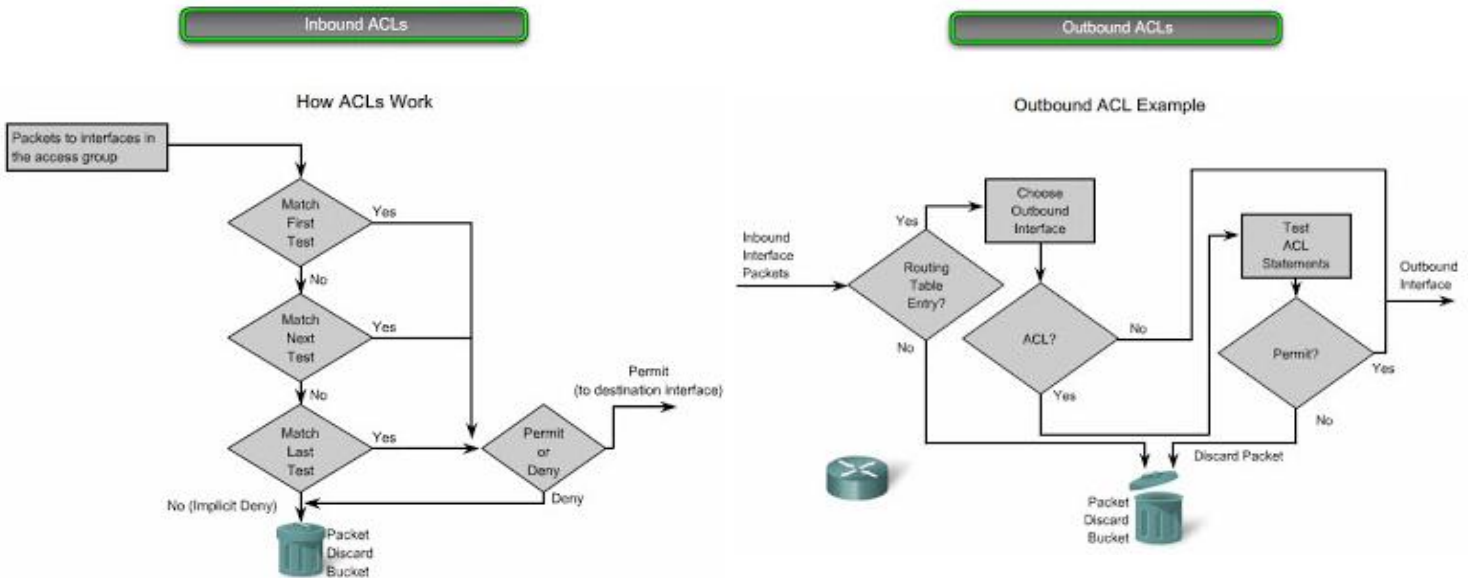 Inbound ACLs
How ACLs Work
Packets to interfaces in
the access group
Match
First
Test
Yes
No
Match
Next
Test
Yes
No
Match
Last
Test
Yes
Permit
or
Deny
Permit
(to destination interface)
Deny
No (Implicit Deny)
Packet
Discard
Bucket
Outbound ACLs
Outbound ACL Example
Inbound
Interface
Packets
Routing
Table
Entry?
Yes
No
Choose
Outbound
Interface
ACL?
No
Yes
Test
ACL
Statements
Permit?
Yes
No
Outbound
Interface
Discard Packet
Packet
Discard
Bucket